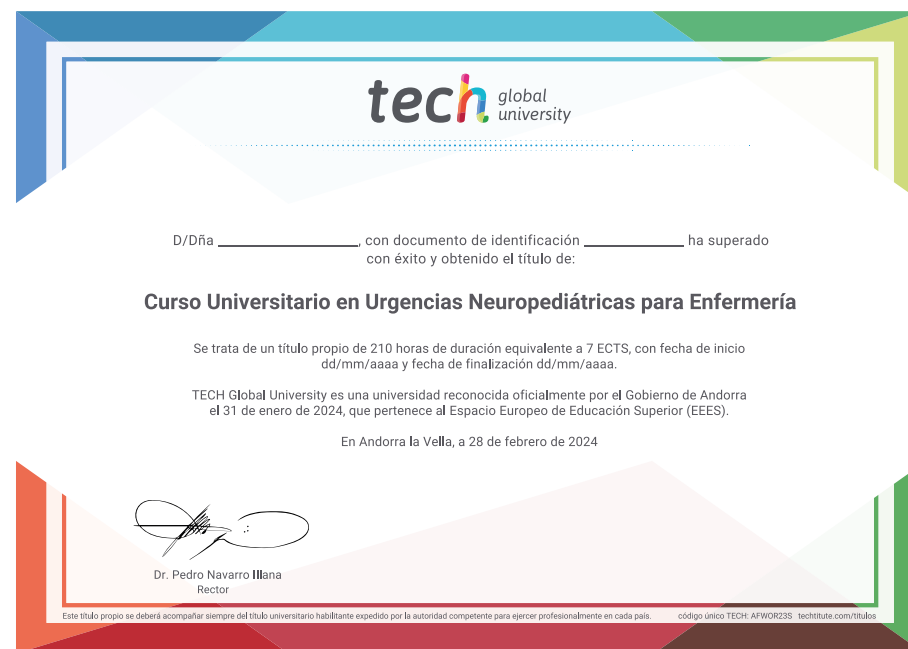 tech global university
D/Dña ____________________, con documento de identificación ______________ ha superado
con éxito y obtenido el título de:
Curso Universitario en Urgencias Neuropediátricas para Enfermería
Se trata de un título propio de 210 horas de duración equivalente a 7 ECTS, con fecha de inicio
dd/mm/aaaa y fecha de finalización dd/mm/aaaa.
TECH Global University es una universidad reconocida oficialmente por el Gobierno de Andorra
el 31 de enero de 2024, que pertenece al Espacio Europeo de Educación Superior (EEES).
En Andorra la Vella, a 28 de febrero de 2024
Dr. Pedro Navarro Illana
Rector
Este título propio se deberá acompañar siempre del título universitario habilitante expedido por la autoridad competente para ejercer profesionalmente en cada país. código único TECH: AFWOR23S techtitute.com/titulos